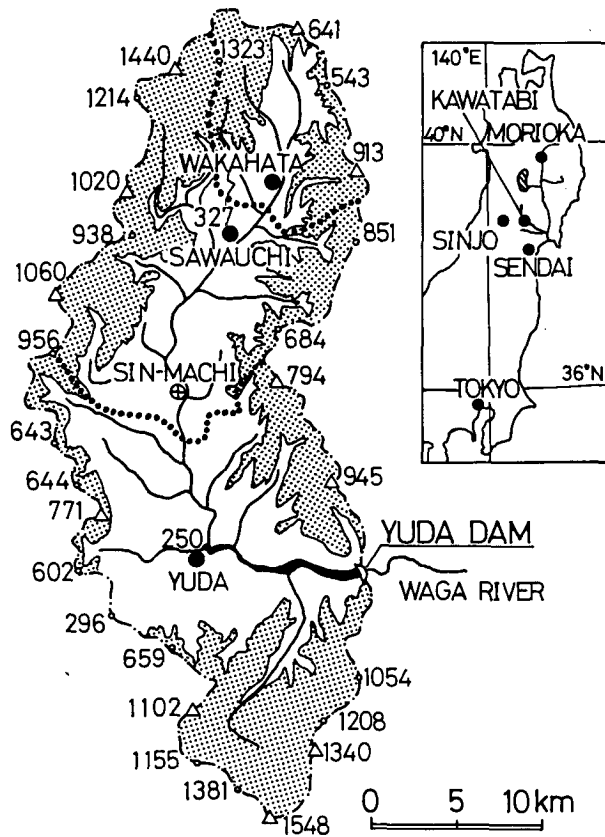 641
1323
1440
1214
543
WAKAHATA
913
1020
327
938
SAWAUCHI
851
1060
684
956
SIN-MACHI
794
643
644
945
771
250
YUDA DAM
602
YUDA
WAGA RIVER
296
659
1054
1102
1208
1340
1155
1381
1548
0 5 10km
140°E
KAWATABI
40°N MORIOKA
SINJO
SENDAI
36°N
TOKYO